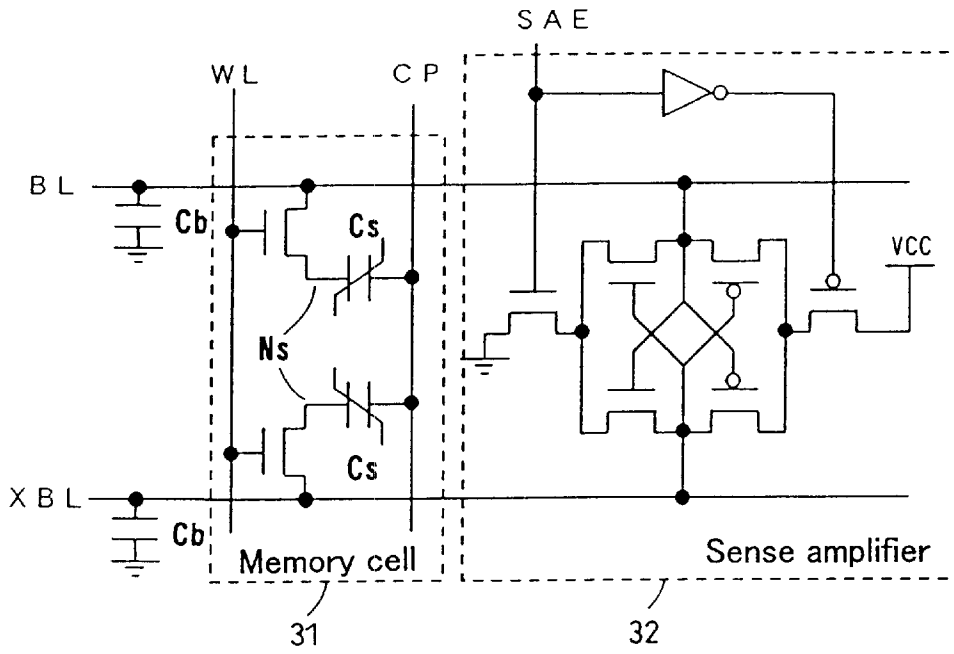 SAE
WL
CP
BL
Cb
Cs
VCC
Ns
Cs
XBL
Cb
Memory cell
Sense amplifier
31
32